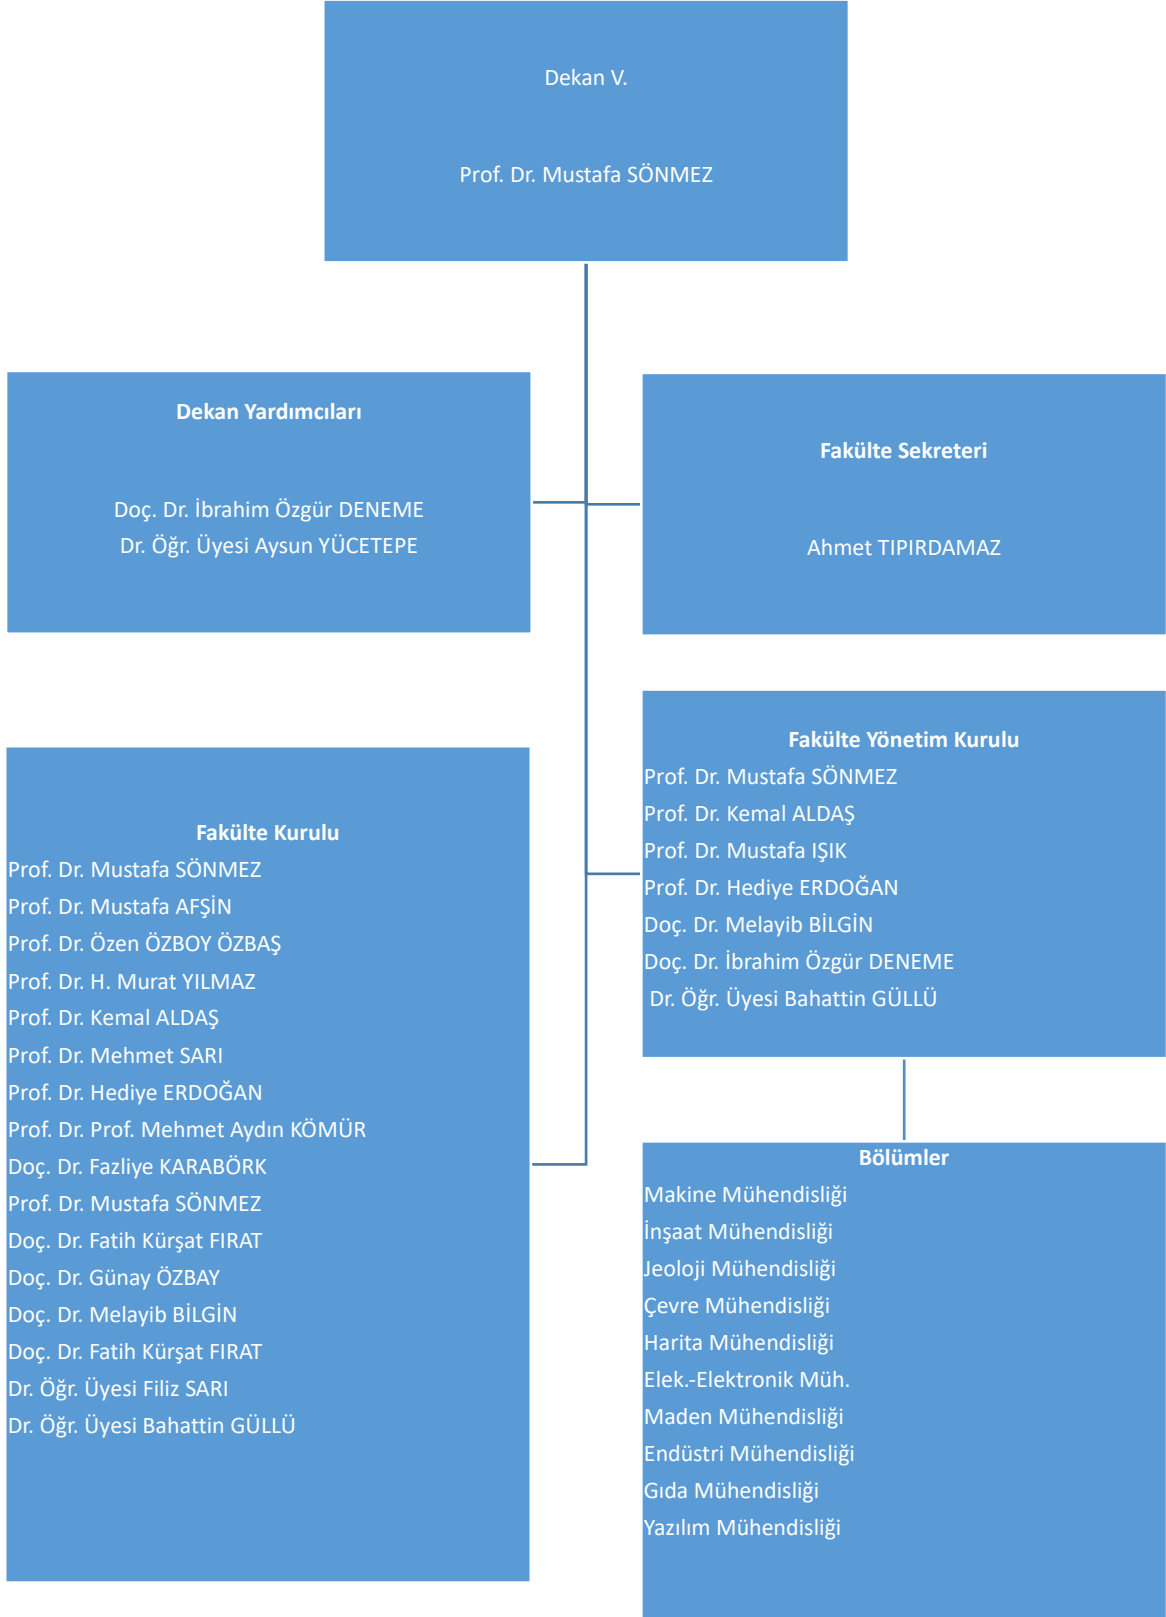 Dekan V.
Prof. Dr. Mustafa SÖNMEZ
Dekan Yardımcıları
Doç. Dr. İbrahim Özgür DENEME
Dr. Öğr. Üyesi Aysun YÜCETEPE
Fakülte Sekreteri
Ahmet TIPIRDAMAZ
Fakülte Yönetim Kurulu
Prof. Dr. Mustafa SÖNMEZ
Prof. Dr. Kemal ALDAŞ
Prof. Dr. Mustafa IŞIK
Prof. Dr. Hediye ERDOĞAN
Doç. Dr. Melayib BİLGİN
Doç. Dr. İbrahim Özgür DENEME
Dr. Öğr. Üyesi Bahattin GÜLLÜ
Fakülte Kurulu
Prof. Dr. Mustafa SÖNMEZ
Prof. Dr. Mustafa AFŞİN
Prof. Dr. Özen ÖZBOY ÖZBAŞ
Prof. Dr. H. Murat YILMAZ
Prof. Dr. Kemal ALDAŞ
Prof. Dr. Mehmet SARI
Prof. Dr. Hediye ERDOĞAN
Prof. Dr. Prof. Mehmet Aydın KÖMÜR
Doç. Dr. Fazliye KARABÖRK
Prof. Dr. Mustafa SÖNMEZ
Doç. Dr. Fatih Kürşat FIRAT
Doç. Dr. Günay ÖZBAY
Doç. Dr. Melayib BİLGİN
Doç. Dr. Fatih Kürşat FIRAT
Dr. Öğr. Üyesi Filiz SARI
Dr. Öğr. Üyesi Bahattin GÜLLÜ
Bölümler
Makine Mühendisliği
İnşaat Mühendisliği
Jeoloji Mühendisliği
Çevre Mühendisliği
Harita Mühendisliği
Elek.-Elektronik Müh.
Maden Mühendisliği
Endüstri Mühendisliği
Gıda Mühendisliği
Yazılım Mühendisliği